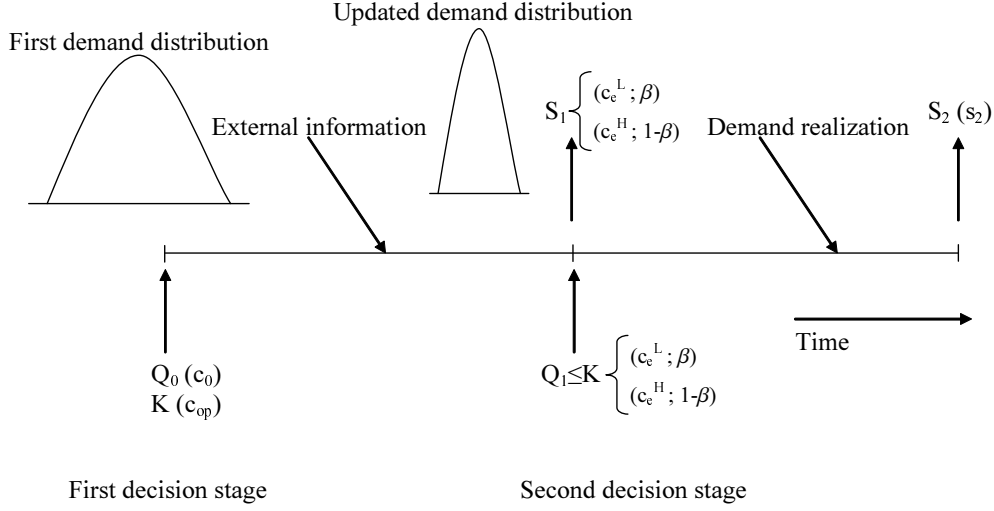 Updated demand distribution
First demand distribution
S₁ (cₑᴸ ; β)
(cₑᴴ ; 1-β)
External information
Demand realization
S₂ (s₂)
Time
Q₀ (c₀)
K (cₒₚ)
Q₁≤K (cₑᴸ ; β)
(cₑᴴ ; 1-β)
First decision stage
Second decision stage